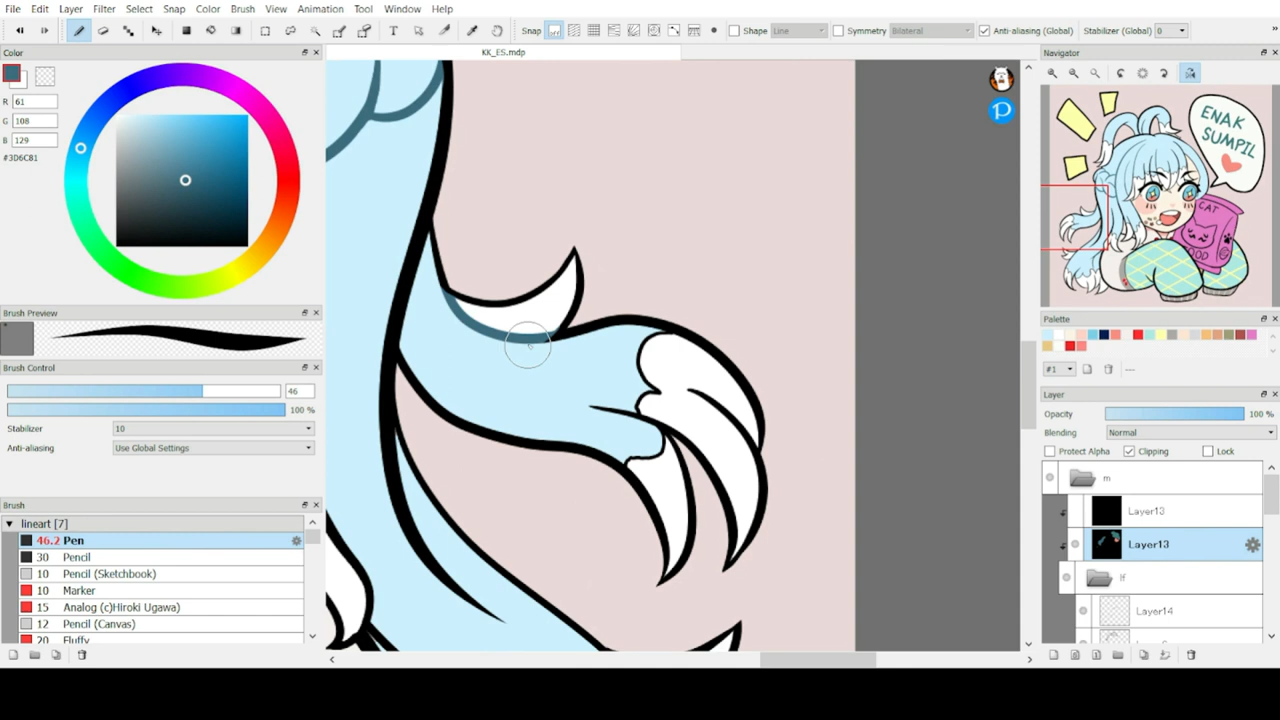 File Edit Layer Filter Brush Select Snap Color View Animation Tool Window Help
Snap Shape Line Symmetry Bilateral Anti-aliasing (Global) Stabilizer (Global) 0 »
Color
KK_ES.mdp
Navigator
R 61
G 108
B 129
#3D6C81
ENAK
SUMPIL
CAT
FOOD
Brush Preview
Palette
#1 ---
Brush Control
46
100 %
Stabilizer 10
Anti-aliasing Use Global Settings
Layer
Opacity 100 %
Blending Normal
Protect Alpha Clipping Lock
m
Layer13
Layer13
lf
Layer14
Brush
lineart [7]
46.2 Pen
30 Pencil
10 Pencil (Sketchbook)
10 Marker
15 Analog (c)Hiroki Ugawa)
12 Pencil (Canvas)
20 Fluffy